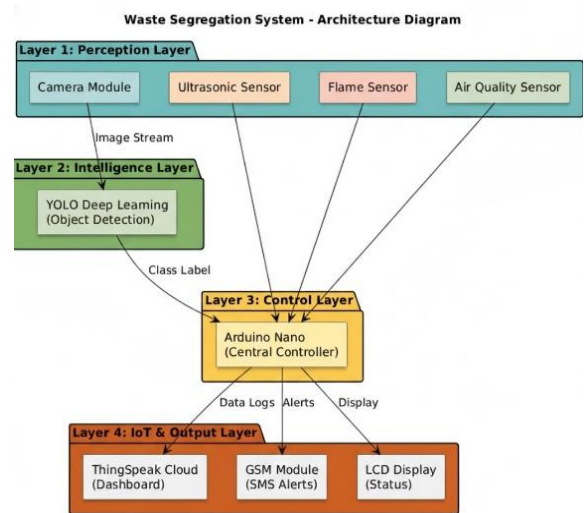 Waste Segregation System - Architecture Diagram
Layer 1: Perception Layer
Camera Module
Ultrasonic Sensor
Flame Sensor
Air Quality Sensor
Image Stream
Layer 2: Intelligence Layer
YOLO Deep Learning
(Object Detection)
Class Label
Layer 3: Control Layer
Arduino Nano
(Central Controller)
Data Logs
Alerts
Display
Layer 4: IoT & Output Layer
ThingSpeak Cloud
(Dashboard)
GSM Module
(SMS Alerts)
LCD Display
(Status)